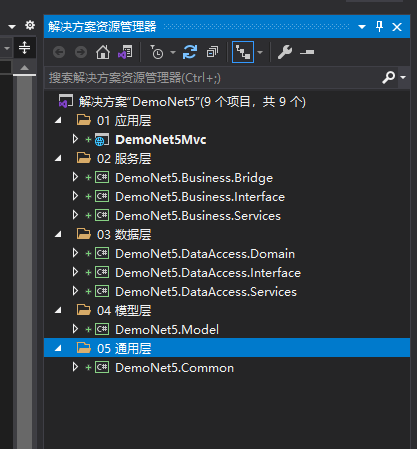 解决方案资源管理器
搜索解决方案资源管理器(Ctrl+;)
解决方案"DemoNet5"(9 个项目，共 9 个)
01 应用层
DemoNet5Mvc
02 服务层
DemoNet5.Business.Bridge
DemoNet5.Business.Interface
DemoNet5.Business.Services
03 数据层
DemoNet5.DataAccess.Domain
DemoNet5.DataAccess.Interface
DemoNet5.DataAccess.Services
04 模型层
DemoNet5.Model
05 通用层
DemoNet5.Common